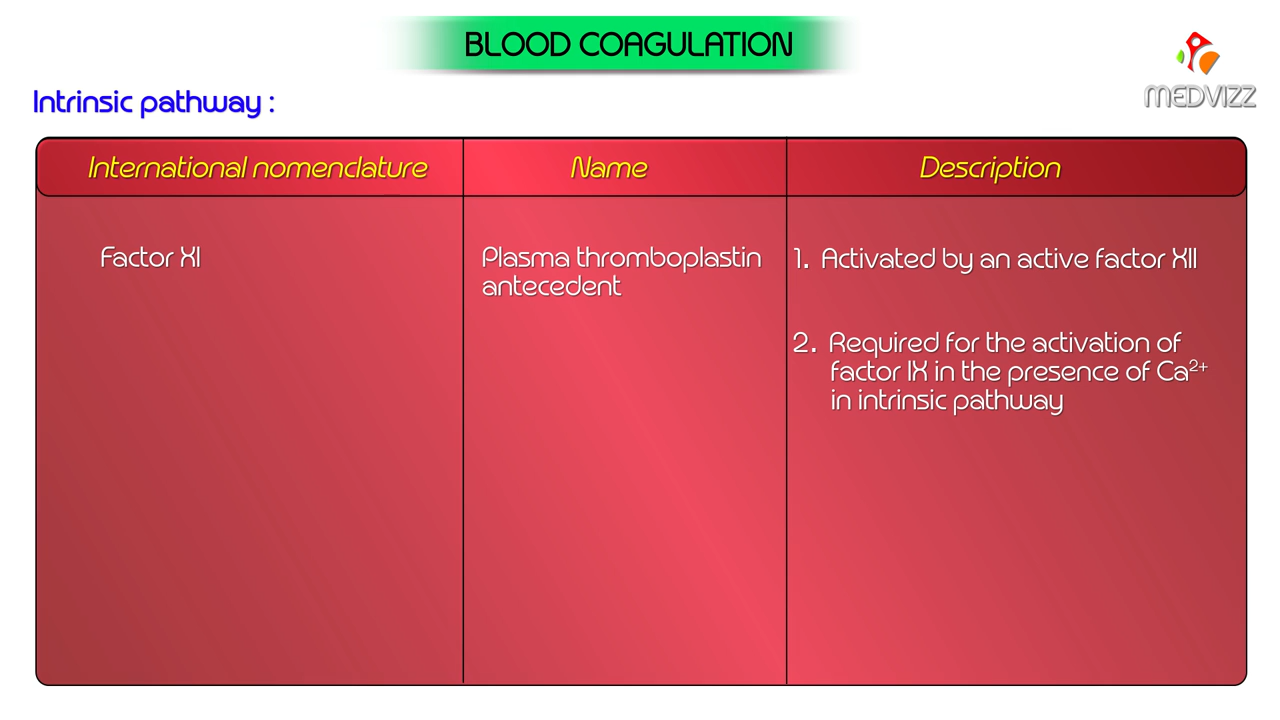 BLOOD COAGULATION
MEDVIZZ
Intrinsic pathway :
International nomenclature
Name
Description
Factor XI
Plasma thromboplastin
antecedent
1. Activated by an active factor XII
2. Required for the activation of
factor IX in the presence of Ca²⁺
in intrinsic pathway